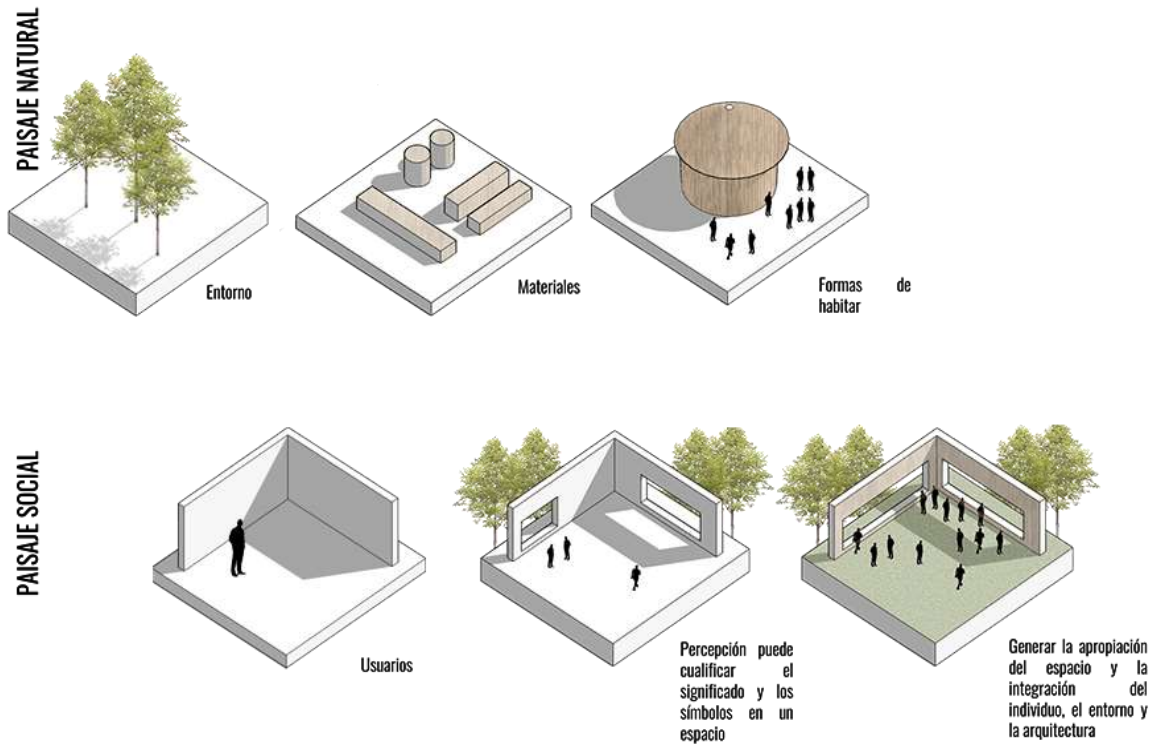 PAISAJE NATURAL
Entorno
Materiales
Formas de
habitar
PAISAJE SOCIAL
Usuarios
Percepción puede
cualificar el
significado y los
símbolos en un
espacio
Generar la apropiación
del espacio y la
integración del
individuo, el entorno y
la arquitectura